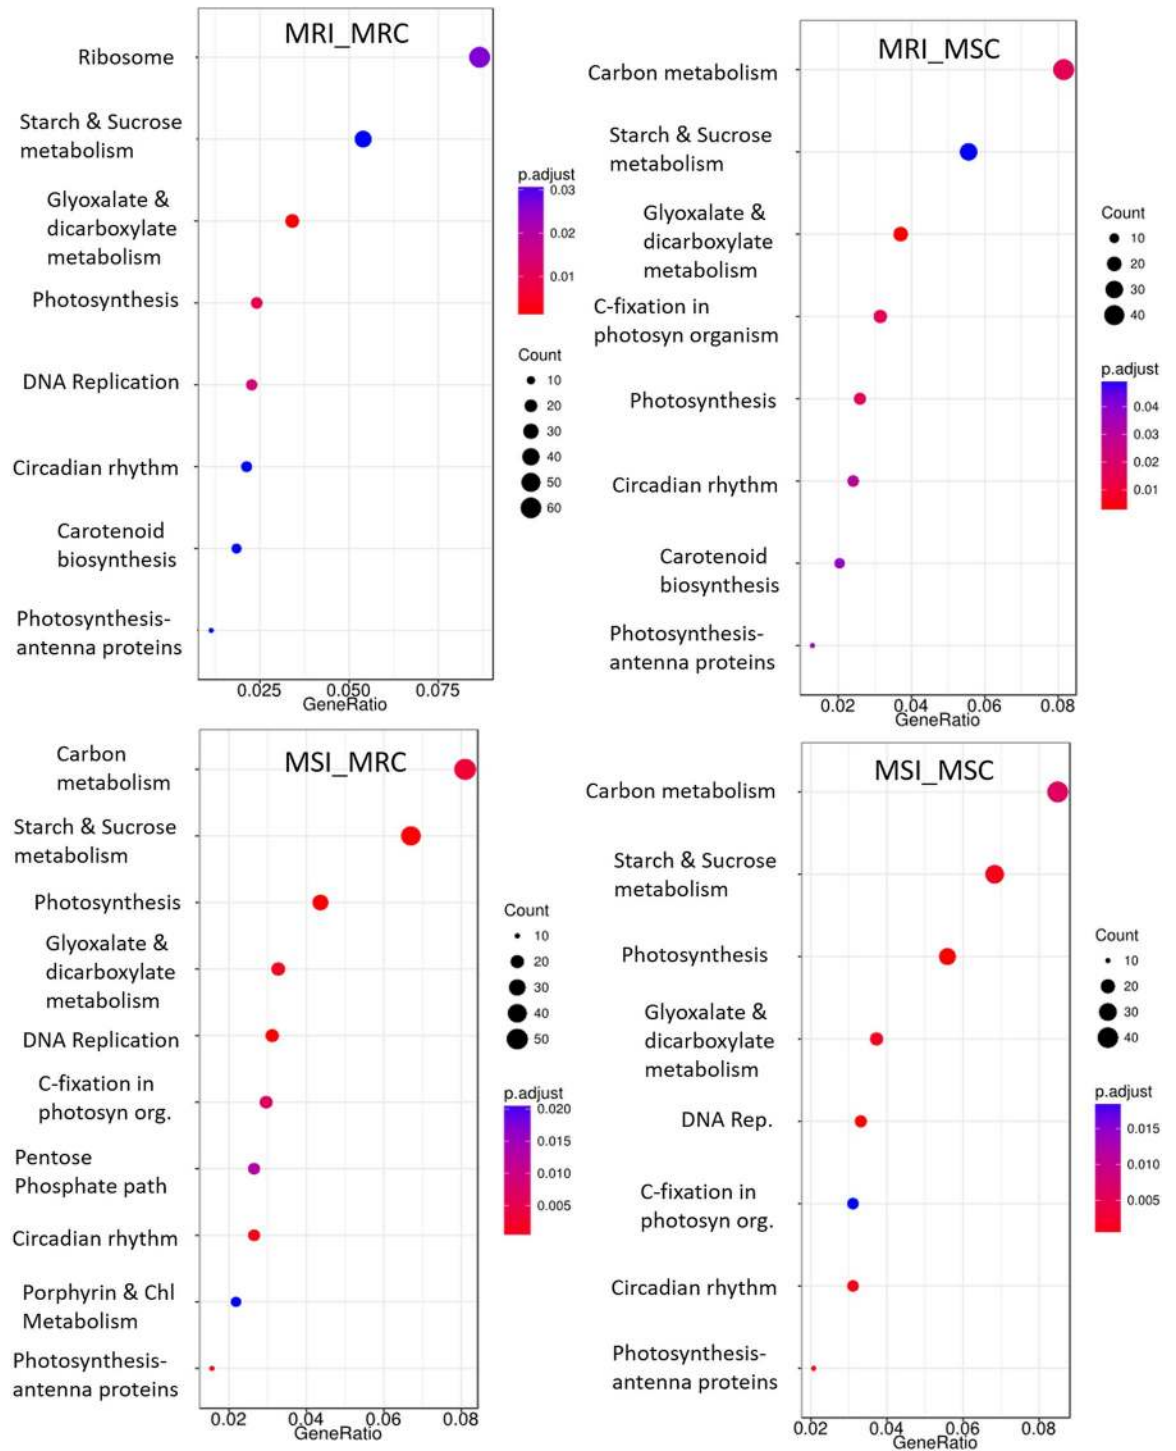 MRI_MRC
Ribosome
Starch & Sucrose
metabolism
Glyoxalate &
dicarboxylate
metabolism
Photosynthesis
DNA Replication
Circadian rhythm
Carotenoid
biosynthesis
Photosynthesis-
antenna proteins
0.025 0.050 0.075
GeneRatio
p.adjust
0.03
0.02
0.01
Count
10
20
30
40
50
60
MRI_MSC
Carbon metabolism
Starch & Sucrose
metabolism
Glyoxalate &
dicarboxylate
metabolism
C-fixation in
photosyn organism
Photosynthesis
Circadian rhythm
Carotenoid
biosynthesis
Photosynthesis-
antenna proteins
0.02 0.04 0.06 0.08
GeneRatio
Count
10
20
30
40
p.adjust
0.04
0.03
0.02
0.01
MSI_MRC
Carbon
metabolism
Starch & Sucrose
metabolism
Photosynthesis
Glyoxalate &
dicarboxylate
metabolism
DNA Replication
C-fixation in
photosyn org.
Pentose
Phosphate path
Circadian rhythm
Porphyrin & Chl
Metabolism
Photosynthesis-
antenna proteins
0.02 0.04 0.06 0.08
GeneRatio
Count
10
20
30
40
50
p.adjust
0.020
0.015
0.010
0.005
MSI_MSC
Carbon metabolism
Starch & Sucrose
metabolism
Photosynthesis
Glyoxalate &
dicarboxylate
metabolism
DNA Rep.
C-fixation in
photosyn org.
Circadian rhythm
Photosynthesis-
antenna proteins
0.02 0.04 0.06 0.08
GeneRatio
Count
10
20
30
40
p.adjust
0.015
0.010
0.005